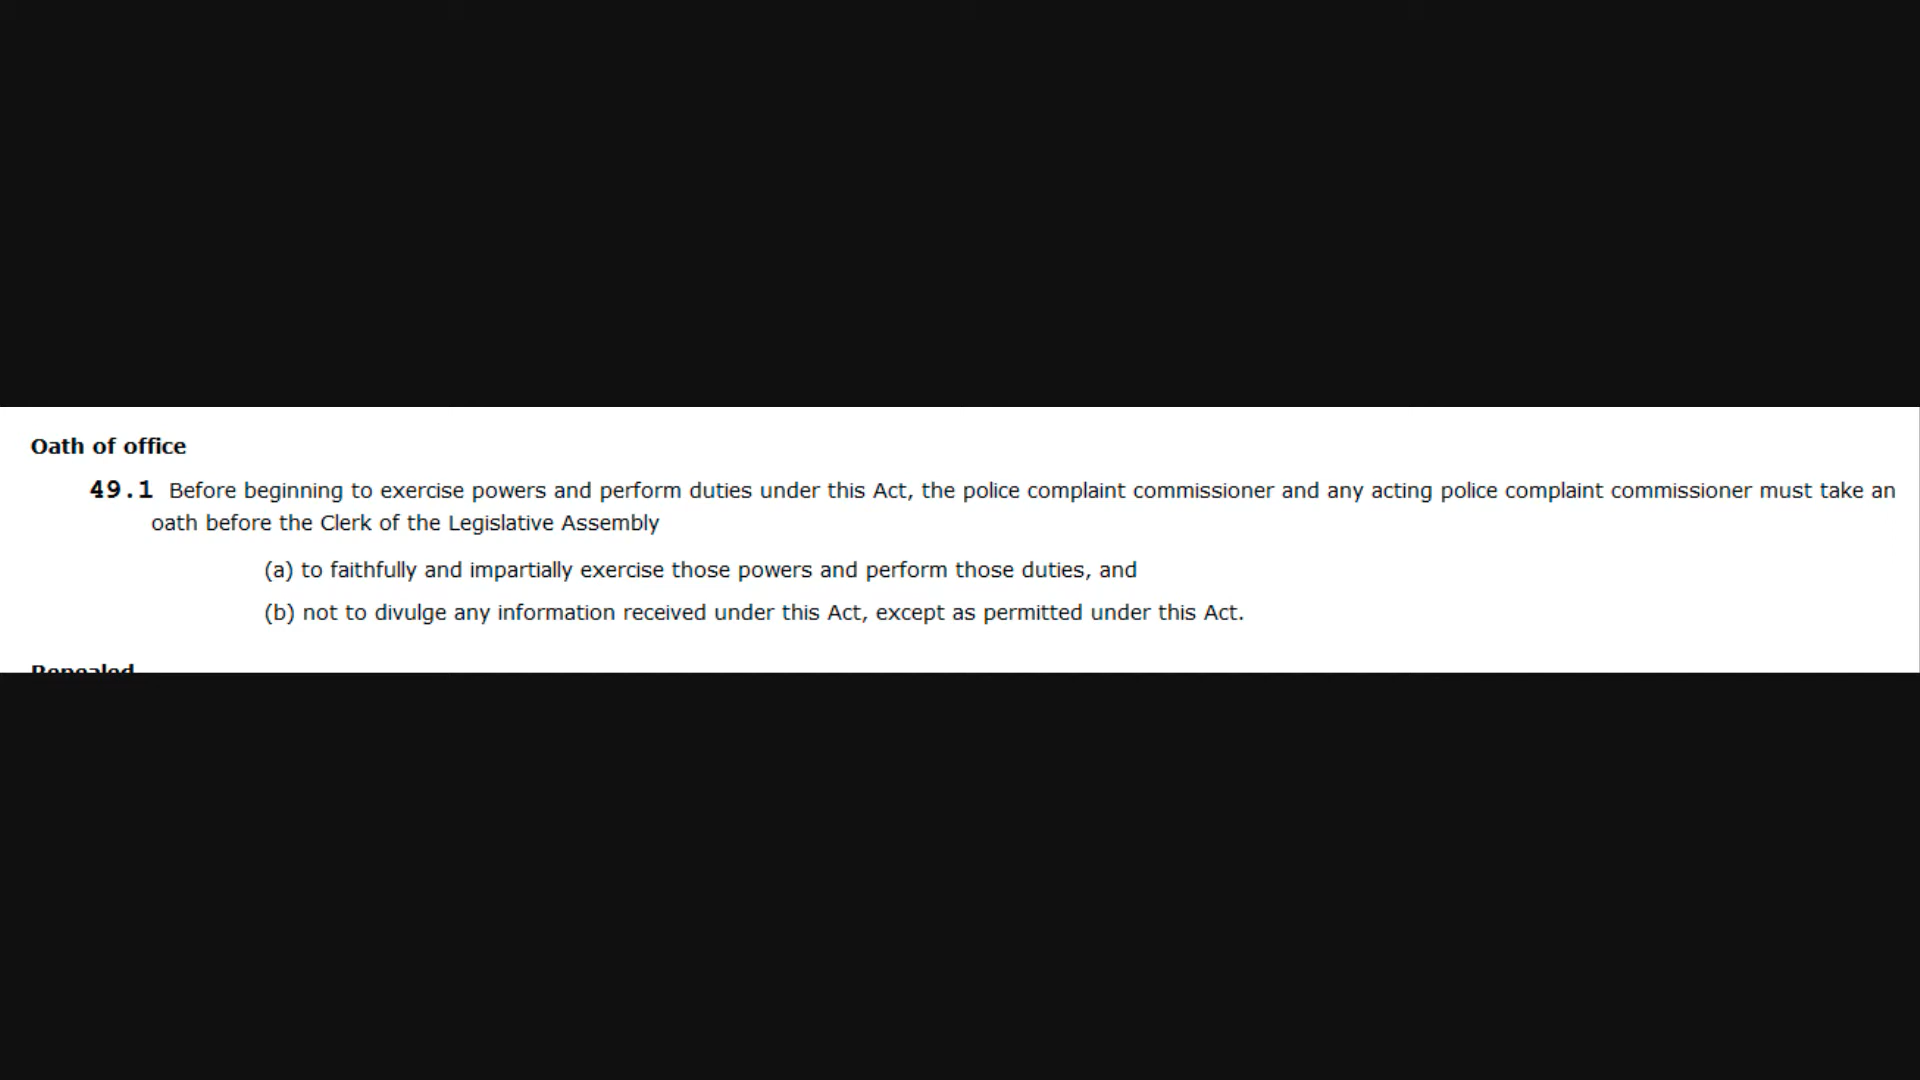 Oath of office
49.1 Before beginning to exercise powers and perform duties under this Act, the police complaint commissioner and any acting police complaint commissioner must take an
oath before the Clerk of the Legislative Assembly
(a) to faithfully and impartially exercise those powers and perform those duties, and
(b) not to divulge any information received under this Act, except as permitted under this Act.
Repealed